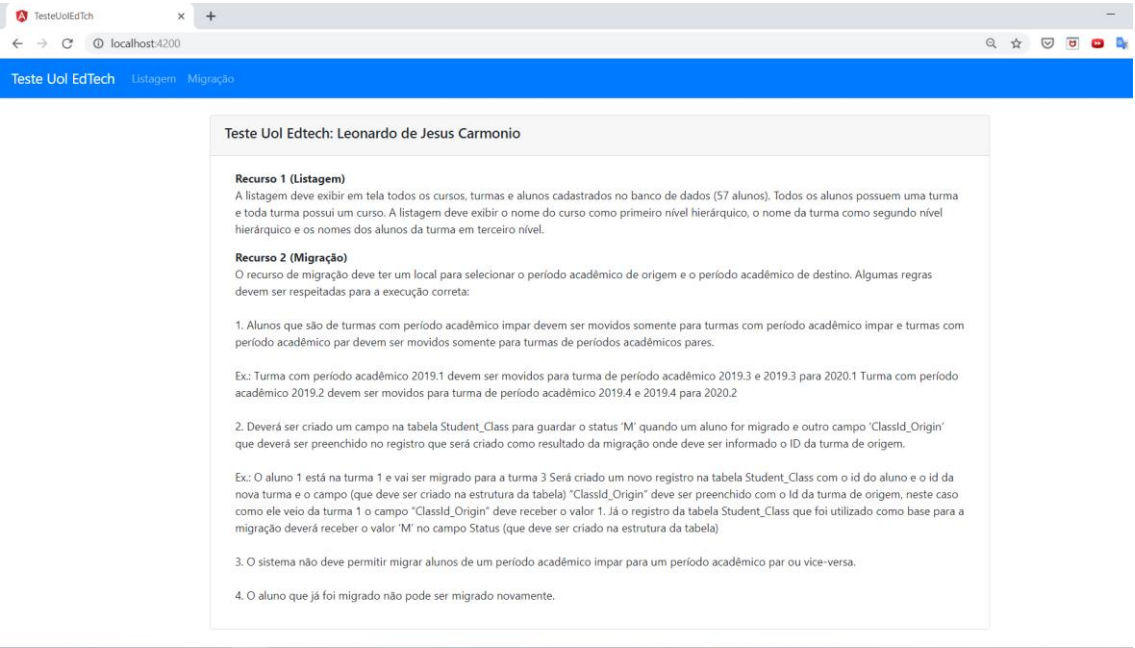 TesteUolEdTch
localhost:4200
Teste Uol EdTech Listagem Migração
Teste Uol Edtech: Leonardo de Jesus Carmonio
Recurso 1 (Listagem)
A listagem deve exibir em tela todos os cursos, turmas e alunos cadastrados no banco de dados (57 alunos). Todos os alunos possuem uma turma
e toda turma possui um curso. A listagem deve exibir o nome do curso como primeiro nível hierárquico, o nome da turma como segundo nível
hierárquico e os nomes dos alunos da turma em terceiro nível.
Recurso 2 (Migração)
O recurso de migração deve ter um local para selecionar o período acadêmico de origem e o período acadêmico de destino. Algumas regras
devem ser respeitadas para a execução correta:
1. Alunos que são de turmas com período acadêmico impar devem ser movidos somente para turmas com período acadêmico impar e turmas com
período acadêmico par devem ser movidos somente para turmas de períodos acadêmicos pares.
Ex.: Turma com período acadêmico 2019.1 devem ser movidos para turma de período acadêmico 2019.3 e 2019.3 para 2020.1 Turma com período
acadêmico 2019.2 devem ser movidos para turma de período acadêmico 2019.4 e 2019.4 para 2020.2
2. Deverá ser criado um campo na tabela Student_Class para guardar o status 'M' quando um aluno for migrado e outro campo 'ClassId_Origin'
que deverá ser preenchido no registro que será criado como resultado da migração onde deve ser informado o ID da turma de origem.
Ex.: O aluno 1 está na turma 1 e vai ser migrado para a turma 3 Será criado um novo registro na tabela Student_Class com o id do aluno e o id da
nova turma e o campo (que deve ser criado na estrutura da tabela) "ClassId_Origin" deve ser preenchido com o Id da turma de origem, neste caso
como ele veio da turma 1 o campo "ClassId_Origin" deve receber o valor 1. Já o registro da tabela Student_Class que foi utilizado como base para a
migração deverá receber o valor 'M' no campo Status (que deve ser criado na estrutura da tabela)
3. O sistema não deve permitir migrar alunos de um período acadêmico impar para um período acadêmico par ou vice-versa.
4. O aluno que já foi migrado não pode ser migrado novamente.